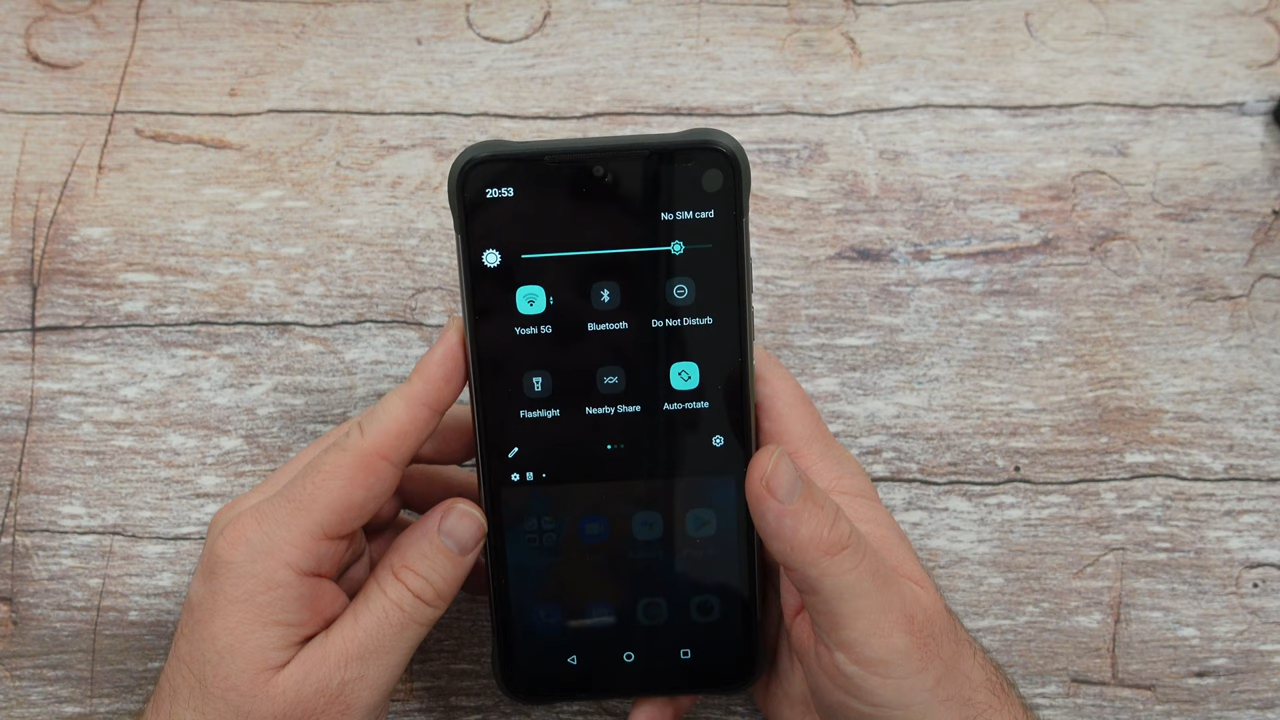 20:53
No SIM card
Yoshi 5G
Bluetooth
Do Not Disturb
Flashlight
Nearby Share
Auto-rotate